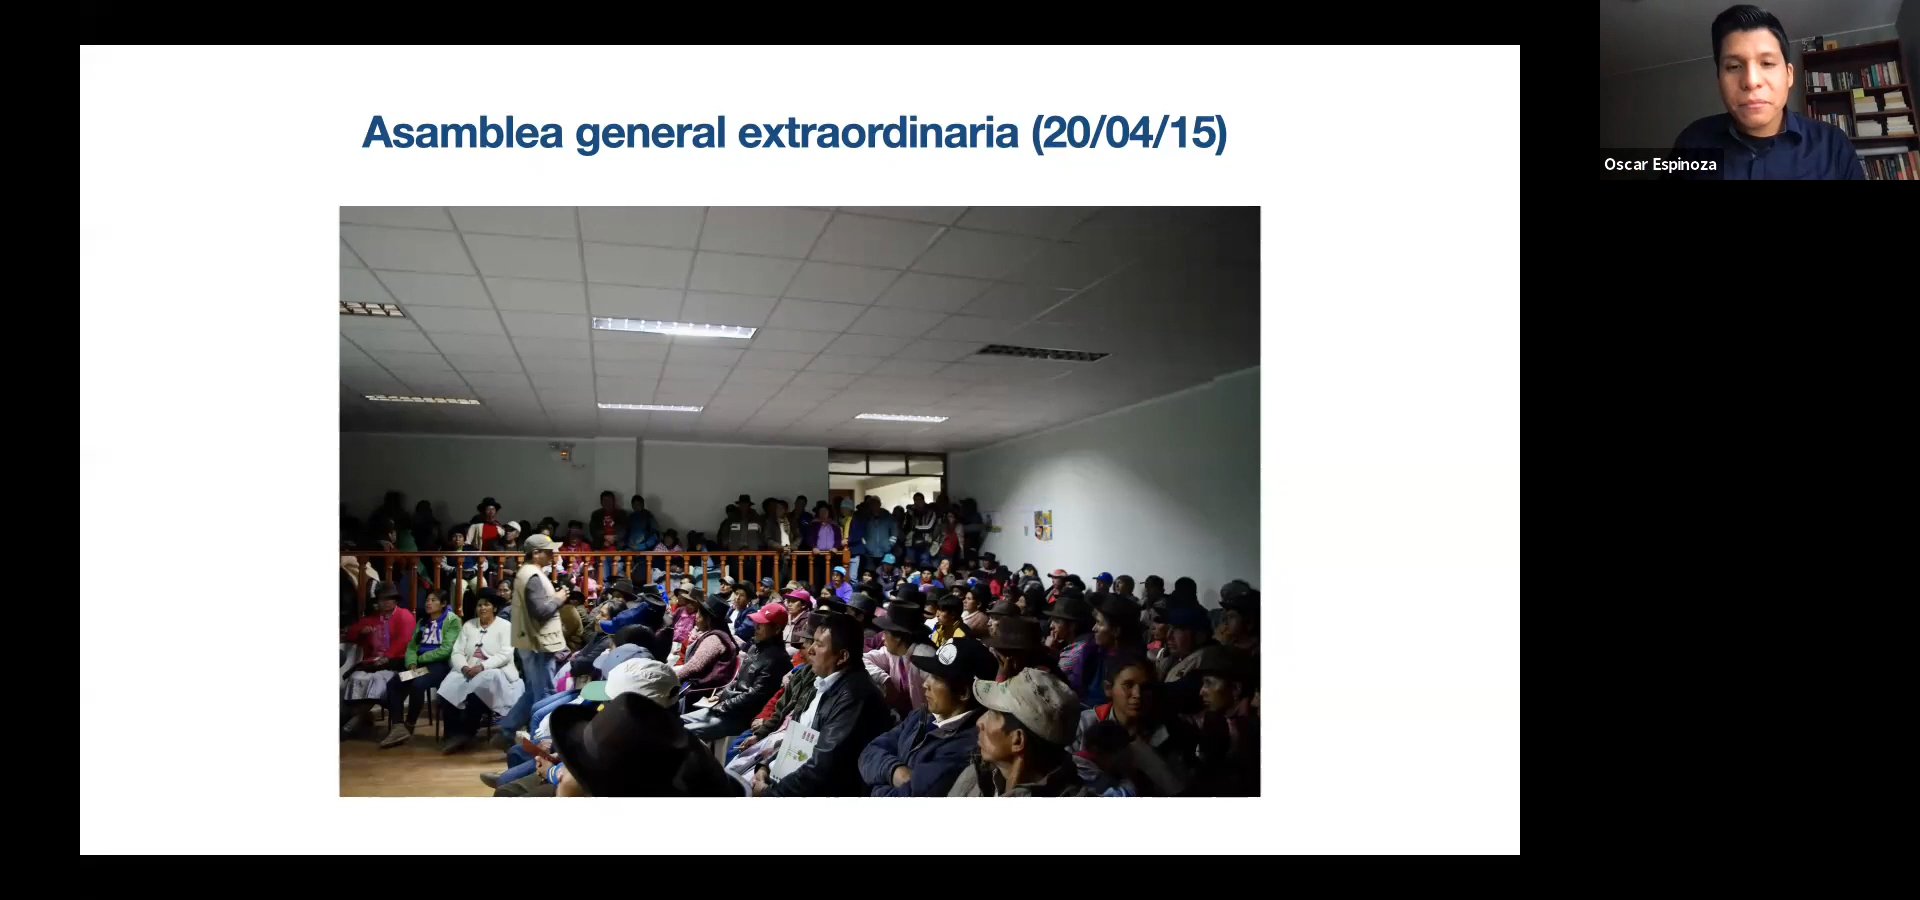 Asamblea general extraordinaria (20/04/15)
Oscar Espinoza